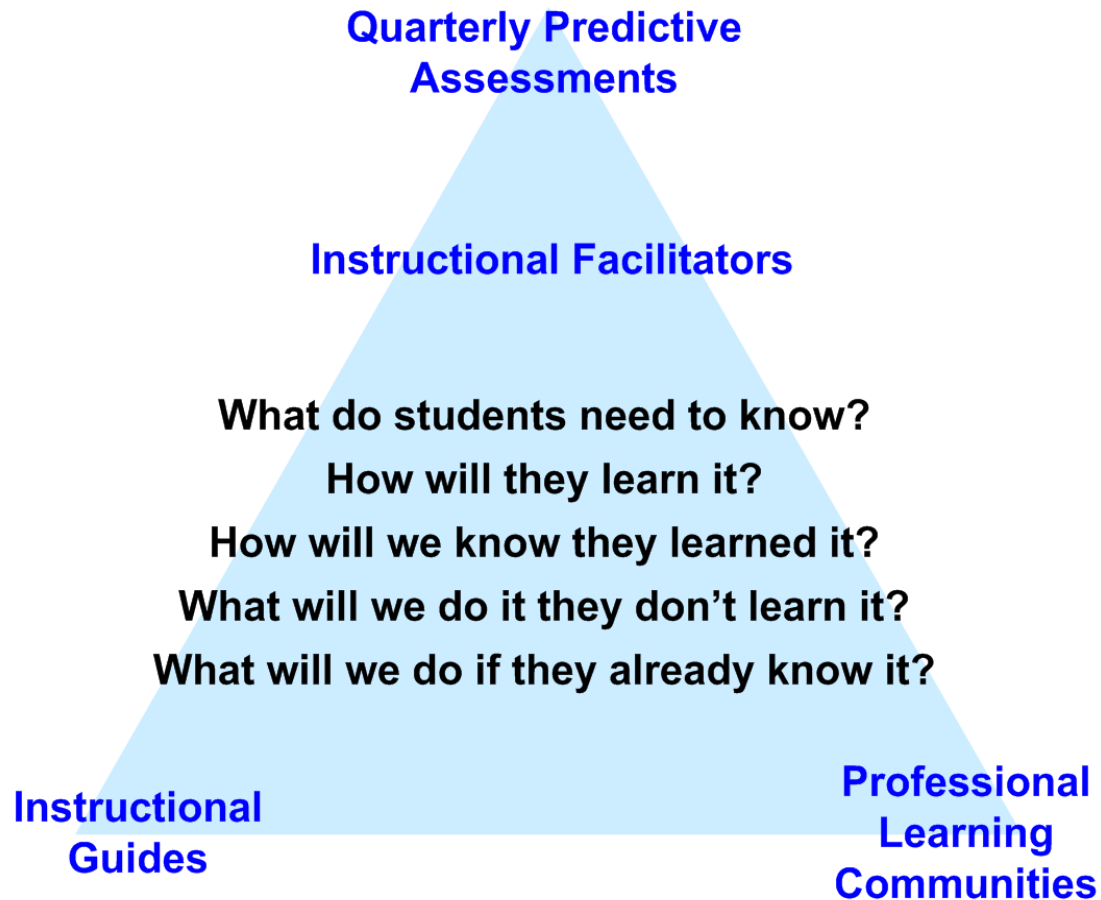 Quarterly Predictive
Assessments
Instructional Facilitators
What do students need to know?
How will they learn it?
How will we know they learned it?
What will we do it they don’t learn it?
What will we do if they already know it?
Instructional
Guides
Professional
Learning
Communities